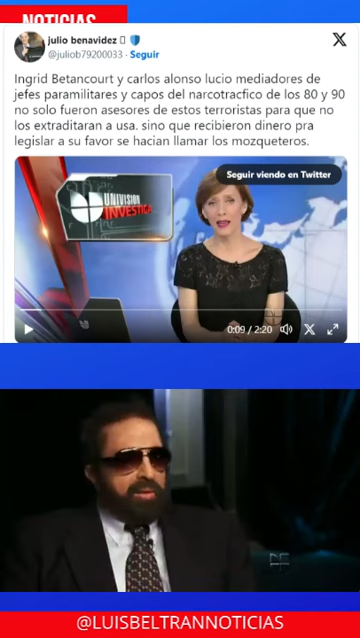 NOTICIAS
julio benavidez
@juliob79200033 · Seguir
Ingrid Betancourt y carlos alonso lucio mediadores de
jefes paramilitares y capos del narcotracfico de los 80 y 90
no solo fueron asesores de estos terroristas para que no
los extraditaran a usa. sino que recibieron dinero pra
legislar a su favor se hacian llamar los mozqueteros.
Seguir viendo en Twitter
UNIVISION
INVESTIGA
0:09 / 2:20
@LUISBELTRANNOTICIAS